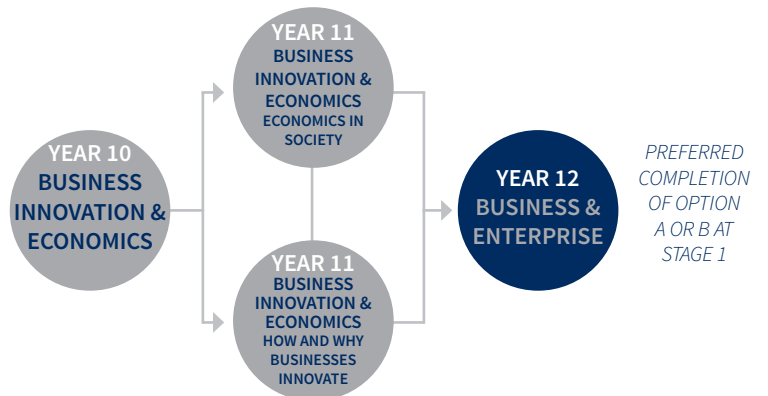 YEAR 10
BUSINESS
INNOVATION &
ECONOMICS
YEAR 11
BUSINESS
INNOVATION &
ECONOMICS
ECONOMICS IN
SOCIETY
YEAR 11
BUSINESS
INNOVATION &
ECONOMICS
HOW AND WHY
BUSINESSES
INNOVATE
YEAR 12
BUSINESS &
ENTERPRISE
PREFERRED
COMPLETION
OF OPTION
A OR B AT
STAGE 1